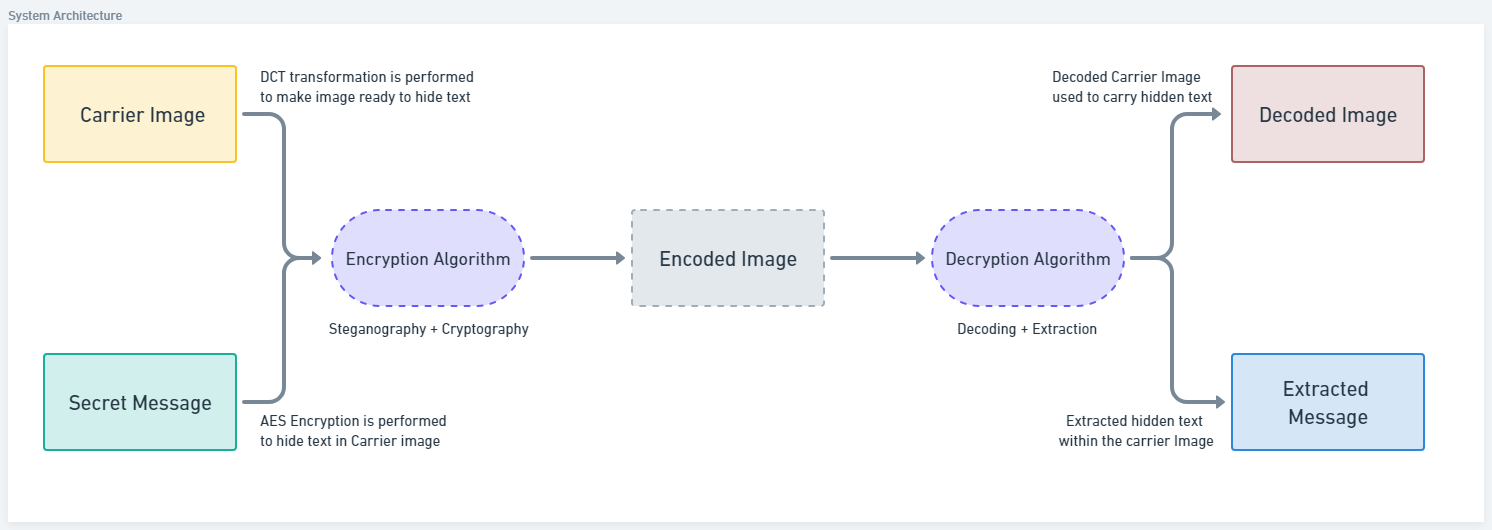 System Architecture
Carrier Image
DCT transformation is performed
to make image ready to hide text
Decoded Carrier Image
used to carry hidden text
Decoded Image
Encryption Algorithm
Steganography + Cryptography
Encoded Image
Decryption Algorithm
Decoding + Extraction
Secret Message
AES Encryption is performed
to hide text in Carrier image
Extracted hidden text
within the carrier Image
Extracted
Message